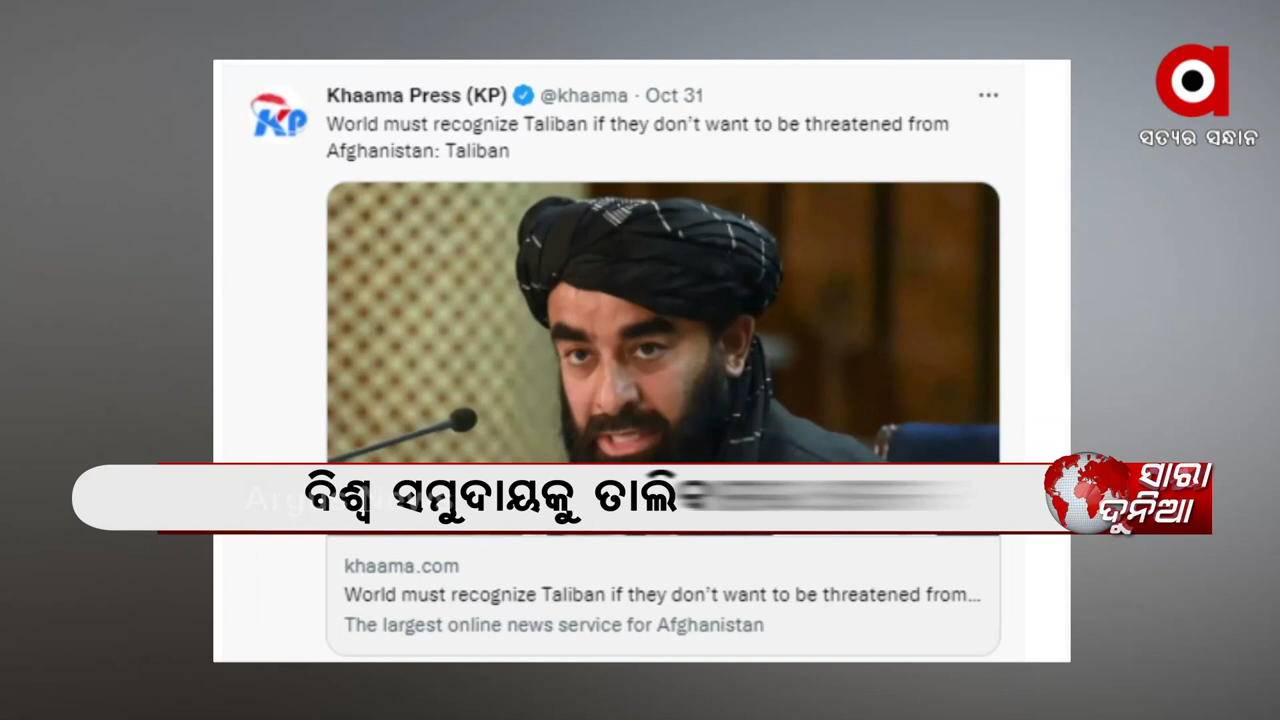 Khaama Press (KP) @khaama · Oct 31
World must recognize Taliban if they don't want to be threatened from
Afghanistan: Taliban
KP
a
ସତ୍ୟର ସନ୍ଧାନ
ବିଶ୍ୱ ସମୁଦାୟକୁ
ସାରା
ଦୁନିଆ
khaama.com
World must recognize Taliban if they don't want to be threatened from...
The largest online news service for Afghanistan